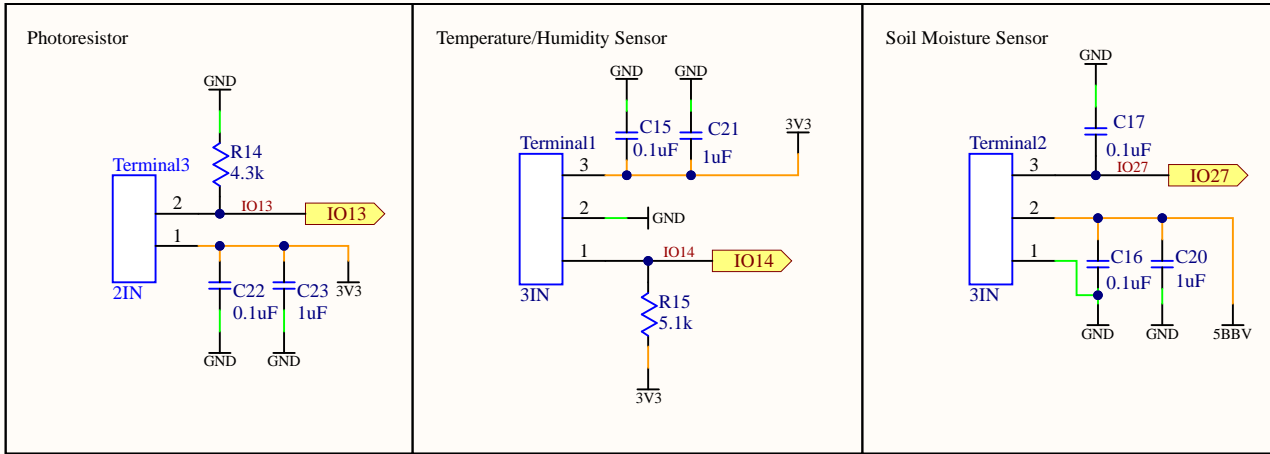 Photoresistor
GND
R14
4.3k
Terminal3
2
IO13
IO13
1
2IN
C22
0.1uF
C23
1uF
3V3
GND
GND
Temperature/Humidity Sensor
GND
GND
C15
0.1uF
C21
1uF
3V3
Terminal1
3
2
GND
1
IO14
IO14
3IN
R15
5.1k
3V3
Soil Moisture Sensor
GND
C17
0.1uF
Terminal2
3
IO27
IO27
2
1
C16
0.1uF
C20
1uF
3IN
GND
GND
5BBV